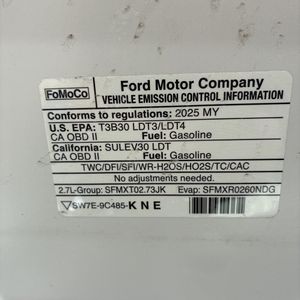 FoMoCo
Ford Motor Company
VEHICLE EMISSION CONTROL INFORMATION
Conforms to regulations: 2025 MY
U.S. EPA: T3B30 LDT3/LDT4
CA OBD II Fuel: Gasoline
California: SULEV30 LDT
CA OBD II Fuel: Gasoline
TWC/DFI/SFI/WR-H2OS/HO2S/TC/CAC
No adjustments needed.
2.7L-Group: SFMXT02.73JK Evap: SFMXR0260NDG
SW7E-9C485-KNE